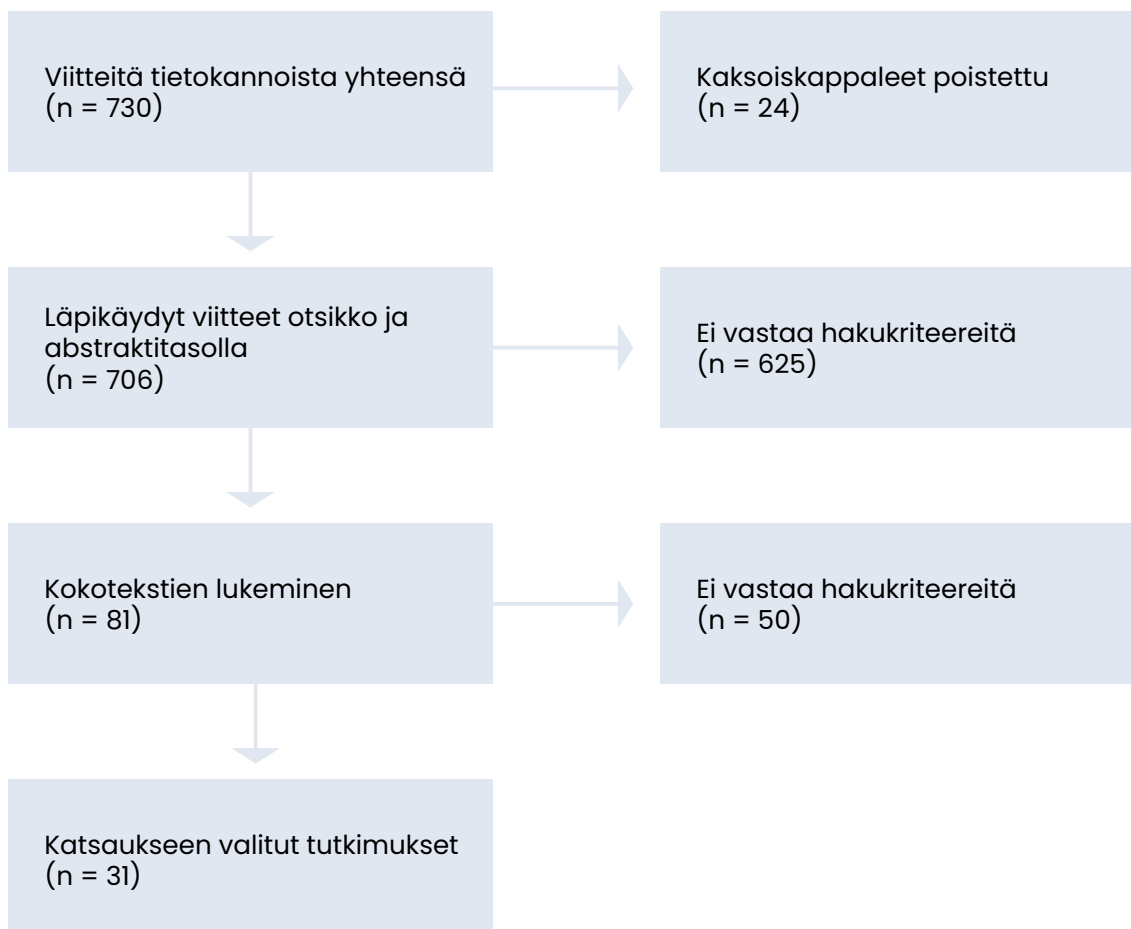 Viitteitä tietokannoista yhteensä
(n = 730)
Kaksoiskappaleet poistettu
(n = 24)
Läpikäydyt viitteet otsikko ja
abstraktitasolla
(n = 706)
Ei vastaa hakukriteereitä
(n = 625)
Kokotekstien lukeminen
(n = 81)
Ei vastaa hakukriteereitä
(n = 50)
Katsaukseen valitut tutkimukset
(n = 31)